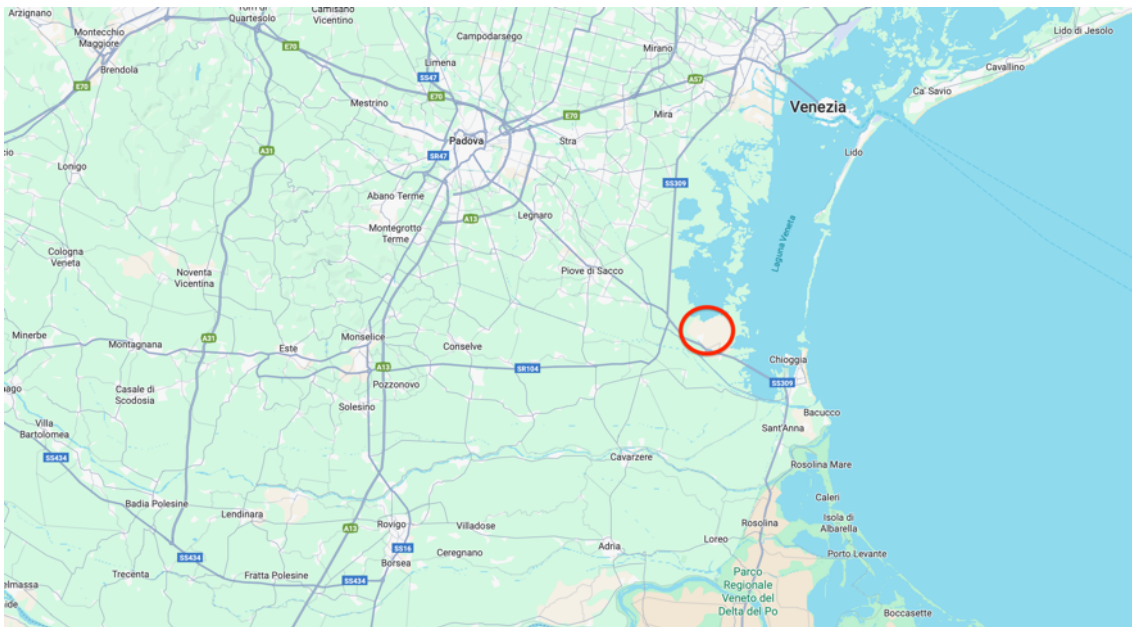 Arzignano
Torri di
Quartesolo
Camisano
Vicentino
Lido di Jesolo
Montecchio
Maggiore
Campodarsego
Mirano
E70
Cavallino
Brendola
Limena
SS47
A57
E70
E70
Ca' Savio
Mestrino
Venezia
E70
Mira
Padova
Stra
A31
Lido
SR47
Lonigo
SS309
Abano Terme
Legnaro
A13
Montegrotto
Terme
Laguna Veneta
Cologna
Veneta
Noventa
Vicentina
Piove di Sacco
Minerbe
A31
Monselice
Montagnana
Este
Conselve
Chioggia
A13
SR104
SS309
Pozzonovo
Casale di
Scodosia
Solesino
Bacucco
Villa
Bartolomea
Sant'Anna
SS434
Cavarzere
Rosolina Mare
Badia Polesine
Caleri
Lendinara
A13
Rovigo
Villadose
Rosolina
Isola di
Albarella
Loreo
SS16
Adria
Ceregnano
Porto Levante
SS434
Borsea
Trecenta
Fratta Polesine
SS434
Parco
Regionale
Veneto del
Delta del Po
Boccasette